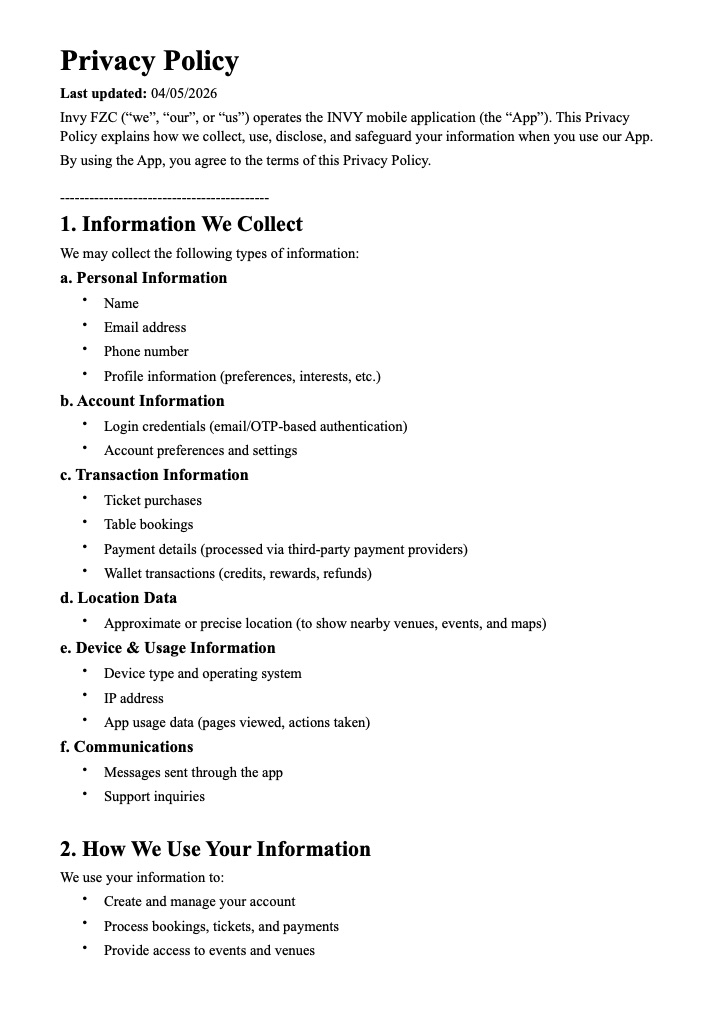 Privacy Policy
Last updated: 04/05/2026
Invy FZC (“we”, “our”, or “us”) operates the INVY mobile application (the “App”). This Privacy
Policy explains how we collect, use, disclose, and safeguard your information when you use our App.
By using the App, you agree to the terms of this Privacy Policy.
-------------------------------------------
1. Information We Collect
We may collect the following types of information:
a. Personal Information
• Name
• Email address
• Phone number
• Profile information (preferences, interests, etc.)
b. Account Information
• Login credentials (email/OTP-based authentication)
• Account preferences and settings
c. Transaction Information
• Ticket purchases
• Table bookings
• Payment details (processed via third-party payment providers)
• Wallet transactions (credits, rewards, refunds)
d. Location Data
• Approximate or precise location (to show nearby venues, events, and maps)
e. Device & Usage Information
• Device type and operating system
• IP address
• App usage data (pages viewed, actions taken)
f. Communications
• Messages sent through the app
• Support inquiries
2. How We Use Your Information
We use your information to:
• Create and manage your account
• Process bookings, tickets, and payments
• Provide access to events and venues